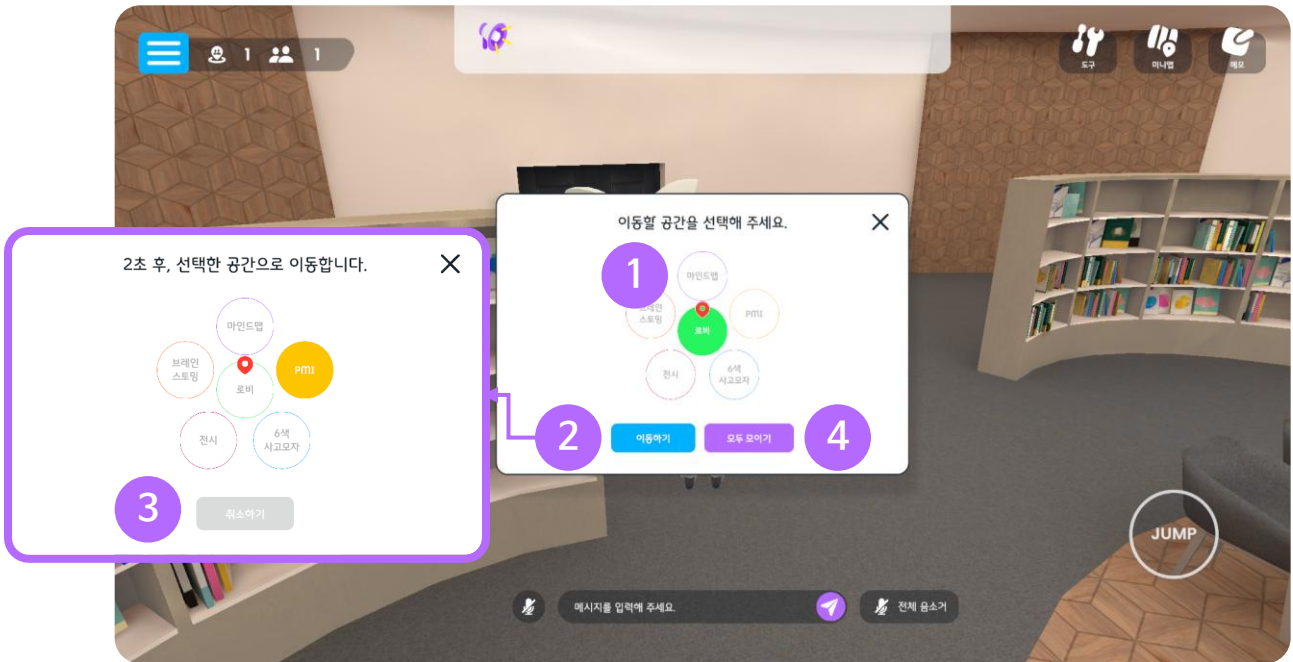 1
1
도구
미니맵
메모
이동할 공간을 선택해 주세요.
1
마인드맵
브레인
스토밍
PMI
로비
전시
6색
사고모자
2
이동하기
모두 모이기
4
2초 후, 선택한 공간으로 이동합니다.
마인드맵
브레인
스토밍
PMI
로비
전시
6색
사고모자
3
취소하기
JUMP
메시지를 입력해 주세요.
전체 음소거